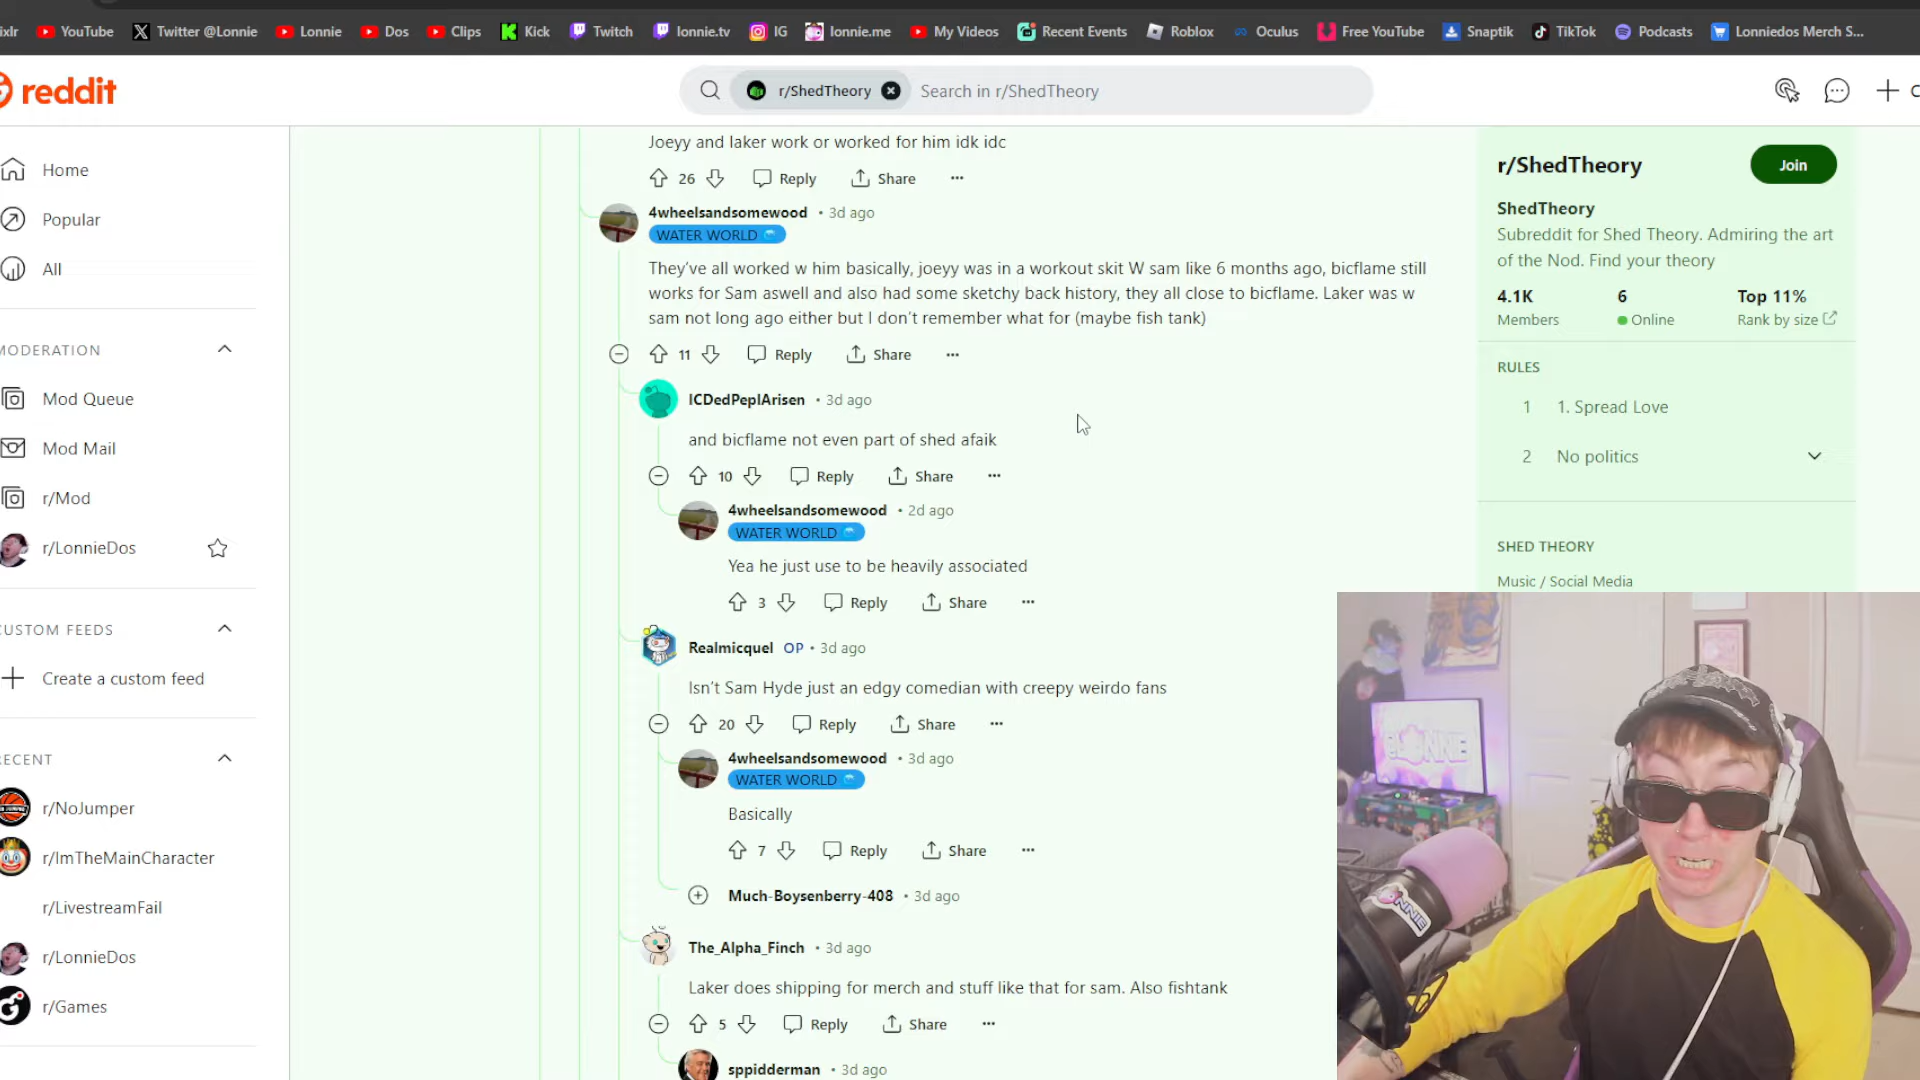 ixlr YouTube Twitter @Lonnie Lonnie Dos Clips Kick Twitch lonnie.tv IG lonnie.me My Videos Recent Events Roblox Oculus Free YouTube Snaptik TikTok Podcasts Lonniedos Merch S...
reddit
r/ShedTheory
Search in r/ShedTheory
C
Home
Popular
All
MODERATION
Mod Queue
Mod Mail
r/Mod
r/LonnieDos
CUSTOM FEEDS
Create a custom feed
RECENT
r/NoJumper
r/ImTheMainCharacter
r/LivestreamFail
r/LonnieDos
r/Games
Joeyy and laker work or worked for him idk idc
26 Reply Share ...
4wheelsandsomewood • 3d ago
WATER WORLD
They've all worked w him basically, joeyy was in a workout skit W sam like 6 months ago, bicflame still
works for Sam aswell and also had some sketchy back history, they all close to bicflame. Laker was w
sam not long ago either but I don't remember what for (maybe fish tank)
11 Reply Share ...
ICDedPeplArisen • 3d ago
and bicflame not even part of shed afaik
10 Reply Share ...
4wheelsandsomewood • 2d ago
WATER WORLD
Yea he just use to be heavily associated
3 Reply Share ...
Realmicquel OP • 3d ago
Isn't Sam Hyde just an edgy comedian with creepy weirdo fans
20 Reply Share ...
4wheelsandsomewood • 3d ago
WATER WORLD
Basically
7 Reply Share ...
Much-Boysenberry-408 • 3d ago
The_Alpha_Finch • 3d ago
Laker does shipping for merch and stuff like that for sam. Also fishtank
5 Reply Share ...
sppidderman • 3d ago
r/ShedTheory
Join
ShedTheory
Subreddit for Shed Theory. Admiring the art
of the Nod. Find your theory
4.1K 6 Top 11%
Members Online Rank by size
RULES
1 1. Spread Love
2 No politics
SHED THEORY
Music / Social Media
LONNIE
LONNIE